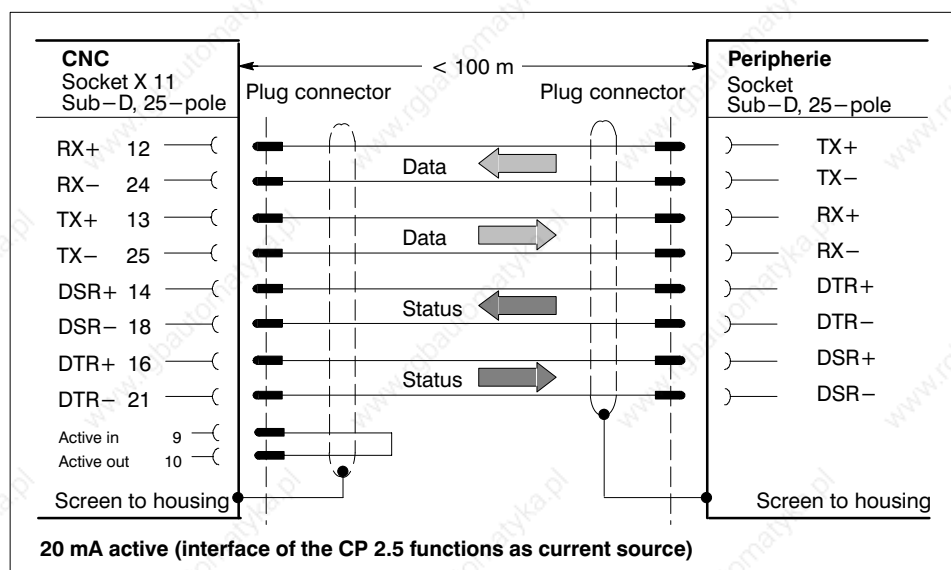 CNC
Socket X 11
Sub–D, 25–pole
< 100 m
Peripherie
Socket
Sub–D, 25–pole
Plug connector
Plug connector
RX+ 12
TX+
Data
RX– 24
TX–
TX+ 13
RX+
Data
TX– 25
RX–
DSR+ 14
DTR+
Status
DSR– 18
DTR–
DTR+ 16
DSR+
Status
DTR– 21
DSR–
Active in 9
Active out 10
Screen to housing
Screen to housing
20 mA active (interface of the CP 2.5 functions as current source)
www.rgbautomatyka.pl